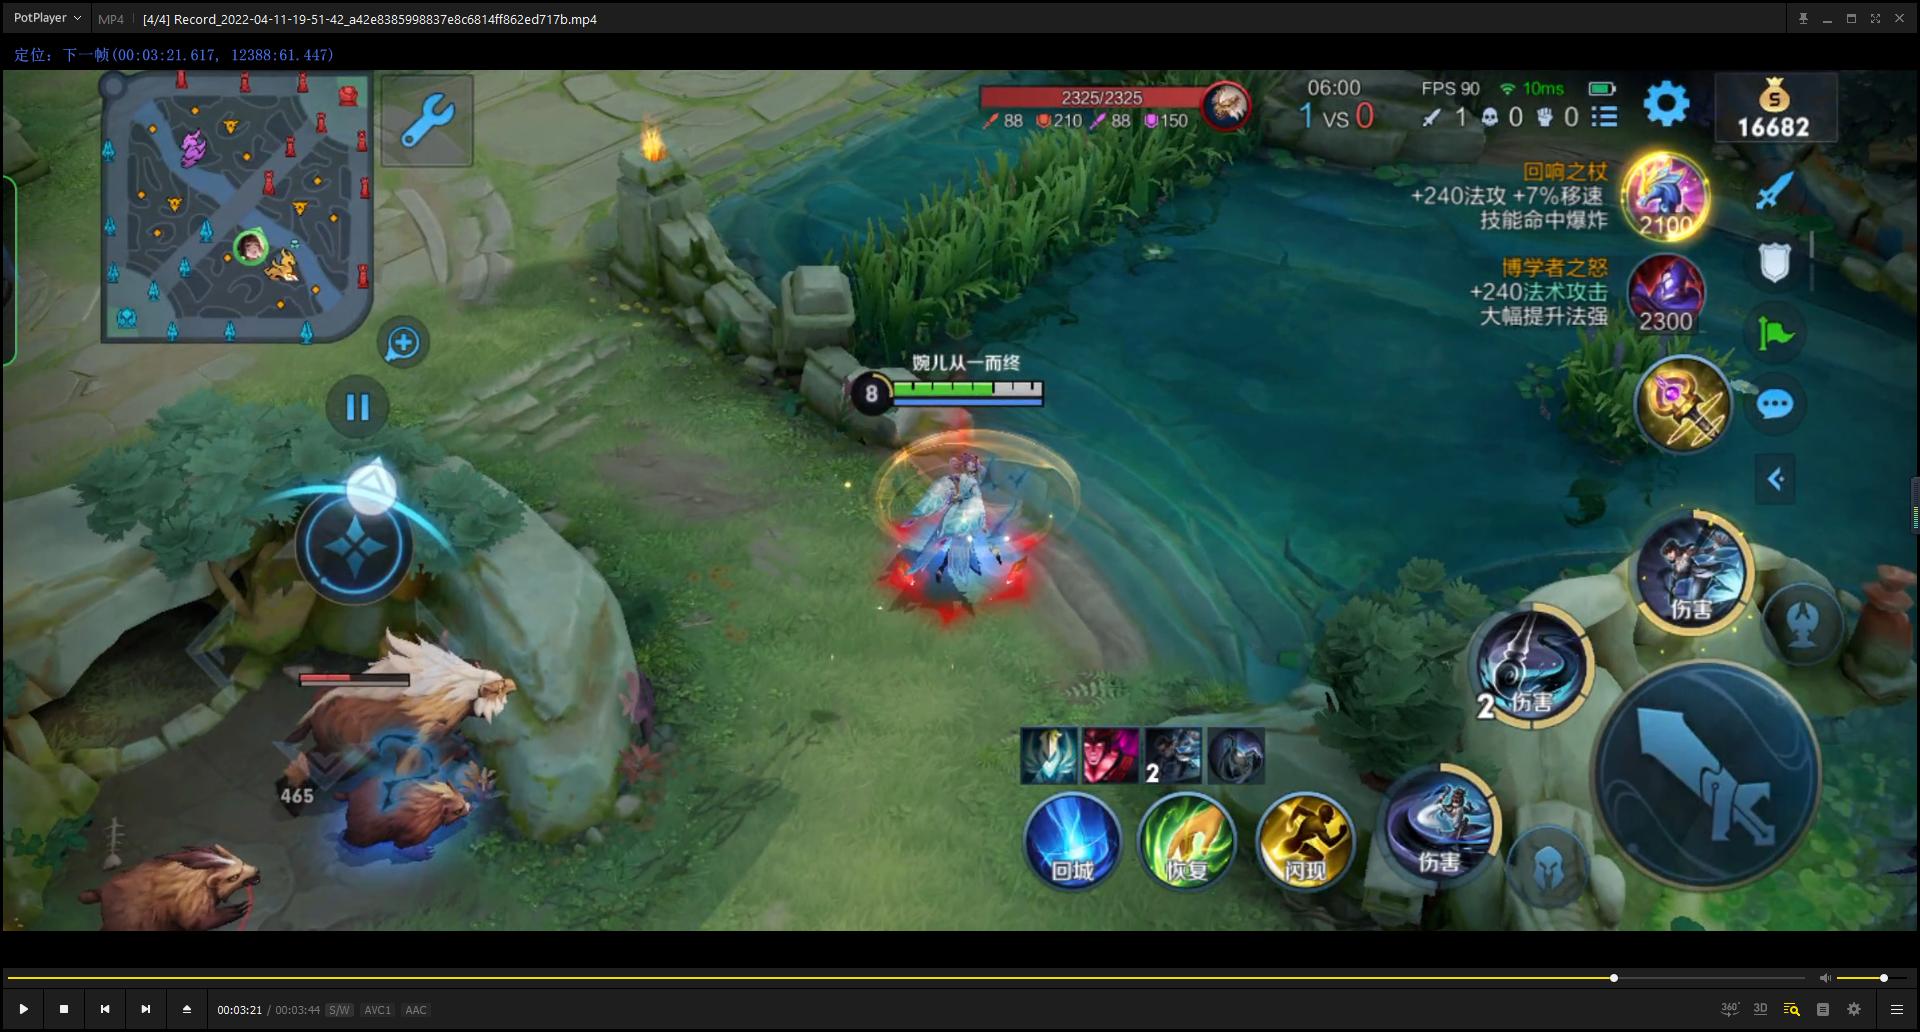 PotPlayer MP4 [4/4] Record_2022-04-11-19-51-42_a42e8385998837e8c6814ff862ed717b.mp4
定位: 下一帧(00:03:21.617, 12388:61.447)
2325/2325
88 210 88 150
06:00
1 VS 0
FPS 90 10ms
1 0 0
16682
回响之杖
+240法攻 +7%移速
技能命中爆炸
2100
博学者之怒
+240法术攻击
大幅提升法强
2300
婉儿从一而终
8
伤害
2 伤害
465
2
回城 恢复 闪现 伤害
00:03:21 / 00:03:44 S/W AVC1 AAC
360° 3D